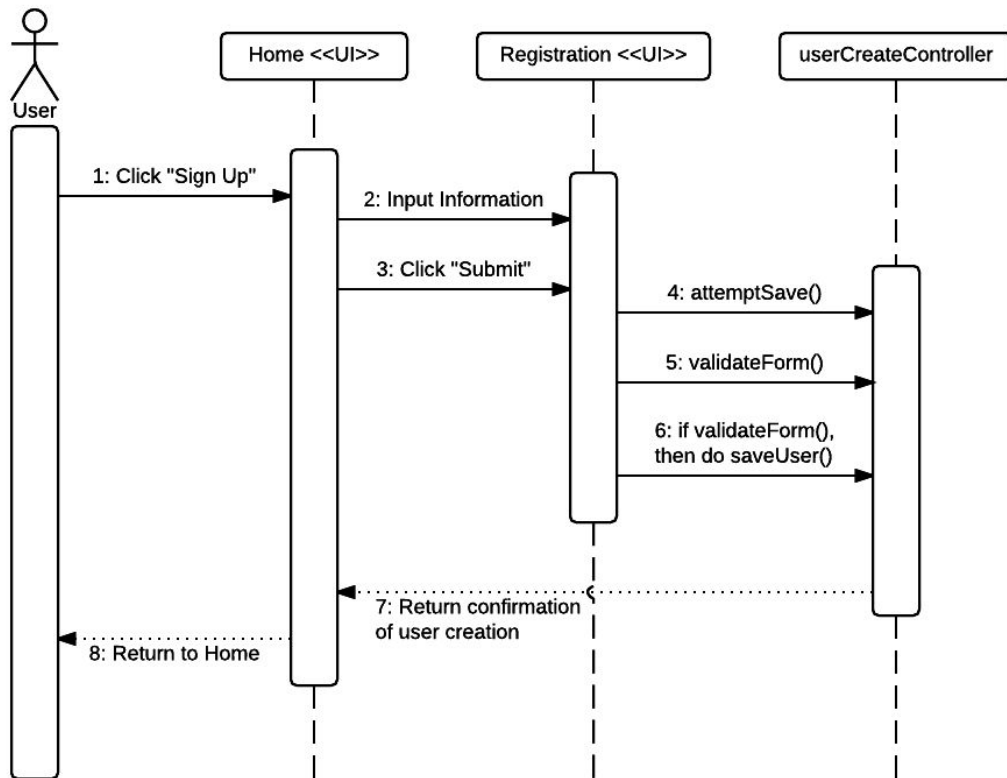 Home <<UI>>
Registration <<UI>>
userCreateController
User
1: Click "Sign Up"
2: Input Information
3: Click "Submit"
4: attemptSave()
5: validateForm()
6: if validateForm(),
then do saveUser()
7: Return confirmation
of user creation
8: Return to Home